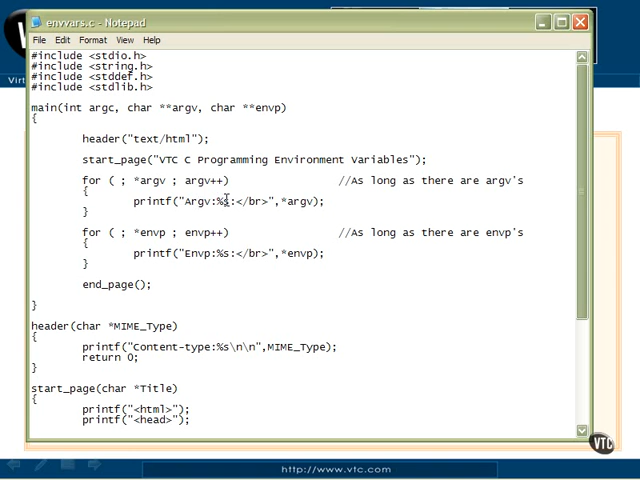 envvars.c - Notepad
File Edit Format View Help
#include <stdio.h>
#include <string.h>
#include <stddef.h>
#include <stdlib.h>
main(int argc, char **argv, char **envp)
{
header("text/html");
start_page("VTC C Programming Environment Variables");
for ( ; *argv ; argv++) //As long as there are argv's
{
printf("Argv:%s:</br>",*argv);
}
for ( ; *envp ; envp++) //As long as there are envp's
{
printf("Envp:%s:</br>",*envp);
}
end_page();
}
header(char *MIME_Type)
{
printf("Content-type:%s\n\n",MIME_Type);
return 0;
}
start_page(char *Title)
{
printf("<html>");
printf("<head>");
Virt
VTC
http://www.vtc.com